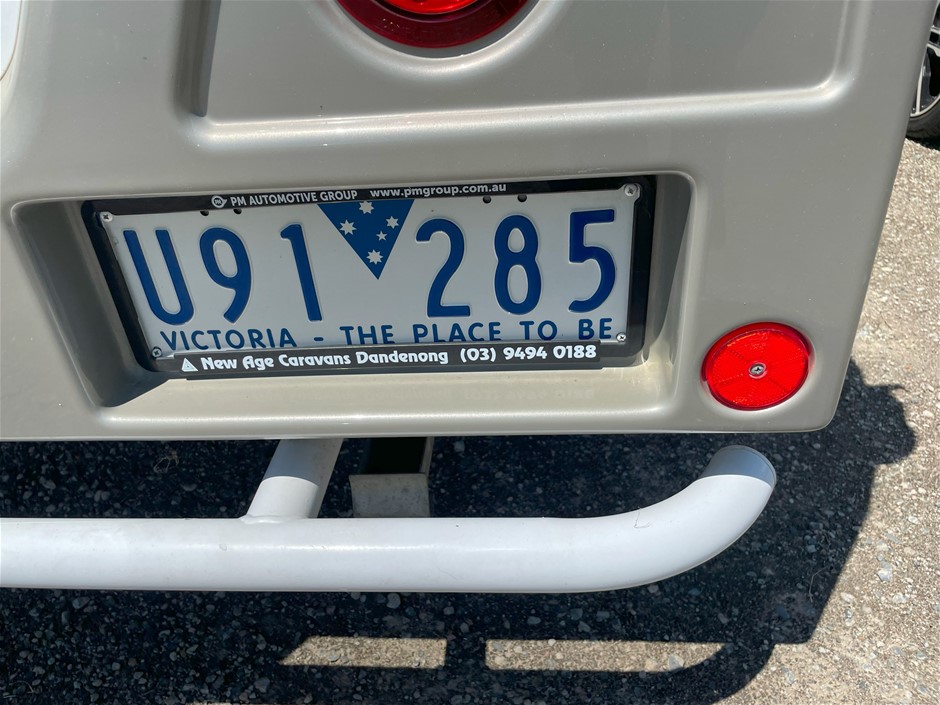 PM AUTOMOTIVE GROUP www.pmgroup.com.au
U91 285
VICTORIA - THE PLACE TO BE
New Age Caravans Dandenong (03) 9494 0188